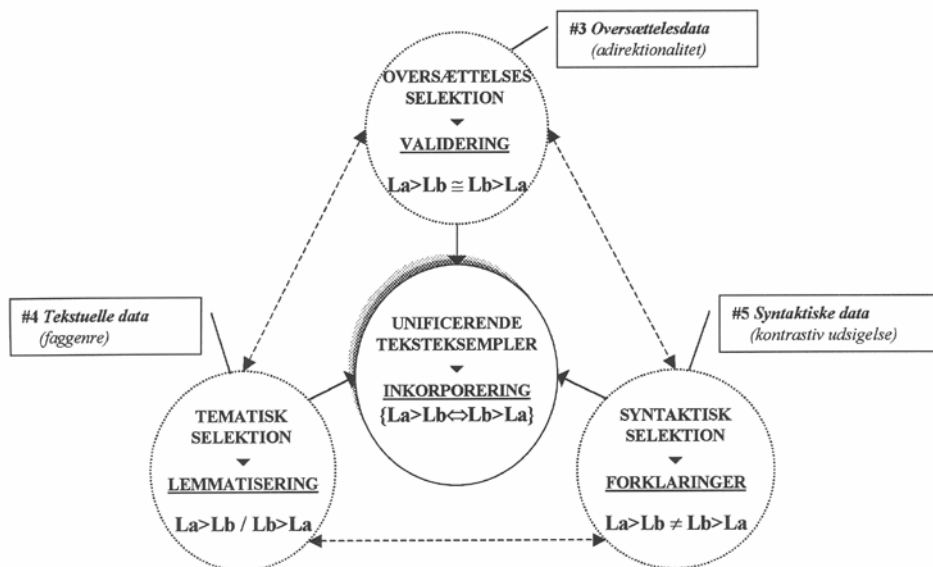 #3 Oversættelesdata
(adirektionalitet)
OVERSÆTTELSES
SELEKTION
VALIDERING
La>Lb ≅ Lb>La
#4 Tekstuelle data
(faggenre)
UNIFICERENDE
TEKSTEKSEMPLER
INKORPORERING
{La>Lb⇔Lb>La}
#5 Syntaktiske data
(kontrastiv udsigelse)
TEMATISK
SELEKTION
LEMMATISERING
La>Lb / Lb>La
SYNTAKTISK
SELEKTION
FORKLARINGER
La>Lb ≠ Lb>La